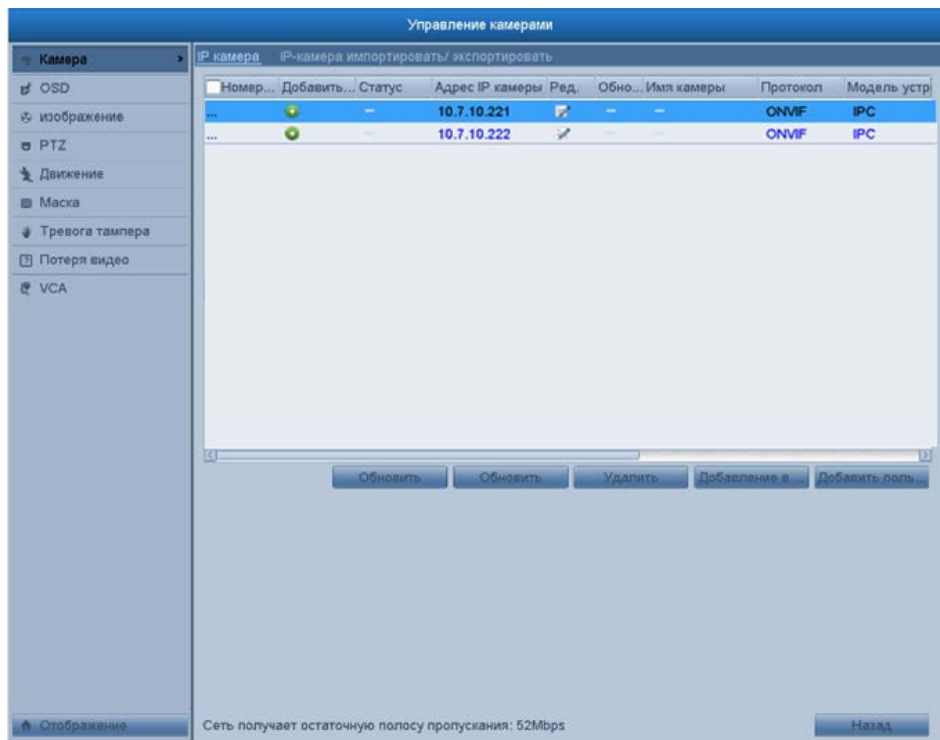 Управление камерами
Камера
OSD
изображение
PTZ
Движение
Маска
Тревога тампера
Потеря видео
VCA
Отображение
IP камера IP-камера импортировать/ экспортировать
Номер... Добавить... Статус Адрес IP камеры Ред. Обно... Имя камеры Протокол Модель устрі
... – 10.7.10.221 – – ONVIF IPC
... – 10.7.10.222 – – ONVIF IPC
Обновить Обновить Удалить Добавление в ... Добавить поль...
Сеть получает остаточную полосу пропускания: 52Mbps Назад